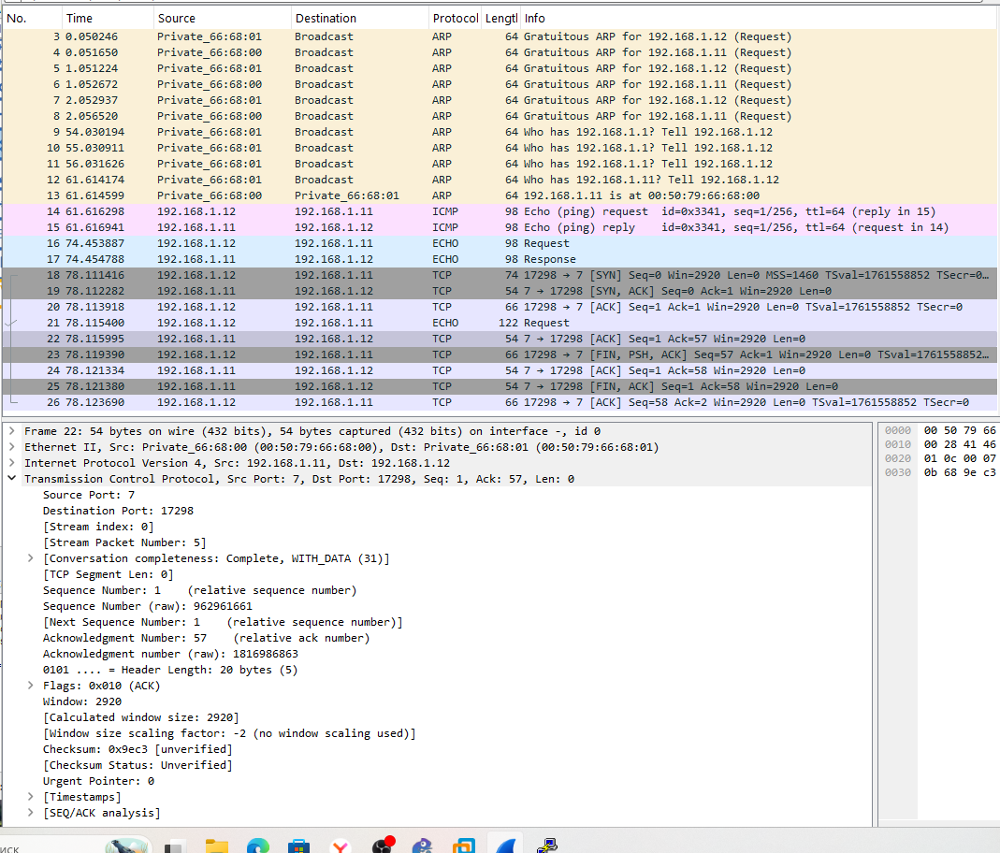 No. Time Source Destination Protocol Lengtl Info
3 0.050246 Private_66:68:01 Broadcast ARP 64 Gratuitous ARP for 192.168.1.12 (Request)
4 0.051650 Private_66:68:00 Broadcast ARP 64 Gratuitous ARP for 192.168.1.11 (Request)
5 1.051224 Private_66:68:01 Broadcast ARP 64 Gratuitous ARP for 192.168.1.12 (Request)
6 1.052672 Private_66:68:00 Broadcast ARP 64 Gratuitous ARP for 192.168.1.11 (Request)
7 2.052937 Private_66:68:01 Broadcast ARP 64 Gratuitous ARP for 192.168.1.12 (Request)
8 2.056520 Private_66:68:00 Broadcast ARP 64 Gratuitous ARP for 192.168.1.11 (Request)
9 54.030194 Private_66:68:01 Broadcast ARP 64 Who has 192.168.1.1? Tell 192.168.1.12
10 55.030911 Private_66:68:01 Broadcast ARP 64 Who has 192.168.1.1? Tell 192.168.1.12
11 56.031626 Private_66:68:01 Broadcast ARP 64 Who has 192.168.1.1? Tell 192.168.1.12
12 61.614174 Private_66:68:01 Broadcast ARP 64 Who has 192.168.1.11? Tell 192.168.1.12
13 61.614599 Private_66:68:00 Private_66:68:01 ARP 64 192.168.1.11 is at 00:50:79:66:68:00
14 61.616298 192.168.1.12 192.168.1.11 ICMP 98 Echo (ping) request id=0x3341, seq=1/256, ttl=64 (reply in 15)
15 61.616941 192.168.1.11 192.168.1.12 ICMP 98 Echo (ping) reply id=0x3341, seq=1/256, ttl=64 (request in 14)
16 74.453887 192.168.1.12 192.168.1.11 ECHO 98 Request
17 74.454788 192.168.1.11 192.168.1.12 ECHO 98 Response
18 78.111416 192.168.1.12 192.168.1.11 TCP 74 17298 → 7 [SYN] Seq=0 Win=2920 Len=0 MSS=1460 TSval=1761558852 TSecr=0…
19 78.112282 192.168.1.11 192.168.1.12 TCP 54 7 → 17298 [SYN, ACK] Seq=0 Ack=1 Win=2920 Len=0
20 78.113918 192.168.1.12 192.168.1.11 TCP 66 17298 → 7 [ACK] Seq=1 Ack=1 Win=2920 Len=0 TSval=1761558852 TSecr=0
21 78.115400 192.168.1.12 192.168.1.11 ECHO 122 Request
22 78.115995 192.168.1.11 192.168.1.12 TCP 54 7 → 17298 [ACK] Seq=1 Ack=57 Win=2920 Len=0
23 78.119390 192.168.1.12 192.168.1.11 TCP 66 17298 → 7 [FIN, PSH, ACK] Seq=57 Ack=1 Win=2920 Len=0 TSval=1761558852…
24 78.121334 192.168.1.11 192.168.1.12 TCP 54 7 → 17298 [ACK] Seq=1 Ack=58 Win=2920 Len=0
25 78.121380 192.168.1.11 192.168.1.12 TCP 54 7 → 17298 [FIN, ACK] Seq=1 Ack=58 Win=2920 Len=0
26 78.123690 192.168.1.12 192.168.1.11 TCP 66 17298 → 7 [ACK] Seq=58 Ack=2 Win=2920 Len=0 TSval=1761558852 TSecr=0
Frame 22: 54 bytes on wire (432 bits), 54 bytes captured (432 bits) on interface -, id 0
Ethernet II, Src: Private_66:68:00 (00:50:79:66:68:00), Dst: Private_66:68:01 (00:50:79:66:68:01)
Internet Protocol Version 4, Src: 192.168.1.11, Dst: 192.168.1.12
Transmission Control Protocol, Src Port: 7, Dst Port: 17298, Seq: 1, Ack: 57, Len: 0
Source Port: 7
Destination Port: 17298
[Stream index: 0]
[Stream Packet Number: 5]
[Conversation completeness: Complete, WITH_DATA (31)]
[TCP Segment Len: 0]
Sequence Number: 1 (relative sequence number)
Sequence Number (raw): 962961661
[Next Sequence Number: 1 (relative sequence number)]
Acknowledgment Number: 57 (relative ack number)
Acknowledgment number (raw): 1816986863
0101 .... = Header Length: 20 bytes (5)
Flags: 0x010 (ACK)
Window: 2920
[Calculated window size: 2920]
[Window size scaling factor: -2 (no window scaling used)]
Checksum: 0x9ec3 [unverified]
[Checksum Status: Unverified]
Urgent Pointer: 0
[Timestamps]
[SEQ/ACK analysis]
0000 00 50 79 66
0010 00 28 41 46
0020 01 0c 00 07
0030 0b 68 9e c3
иск